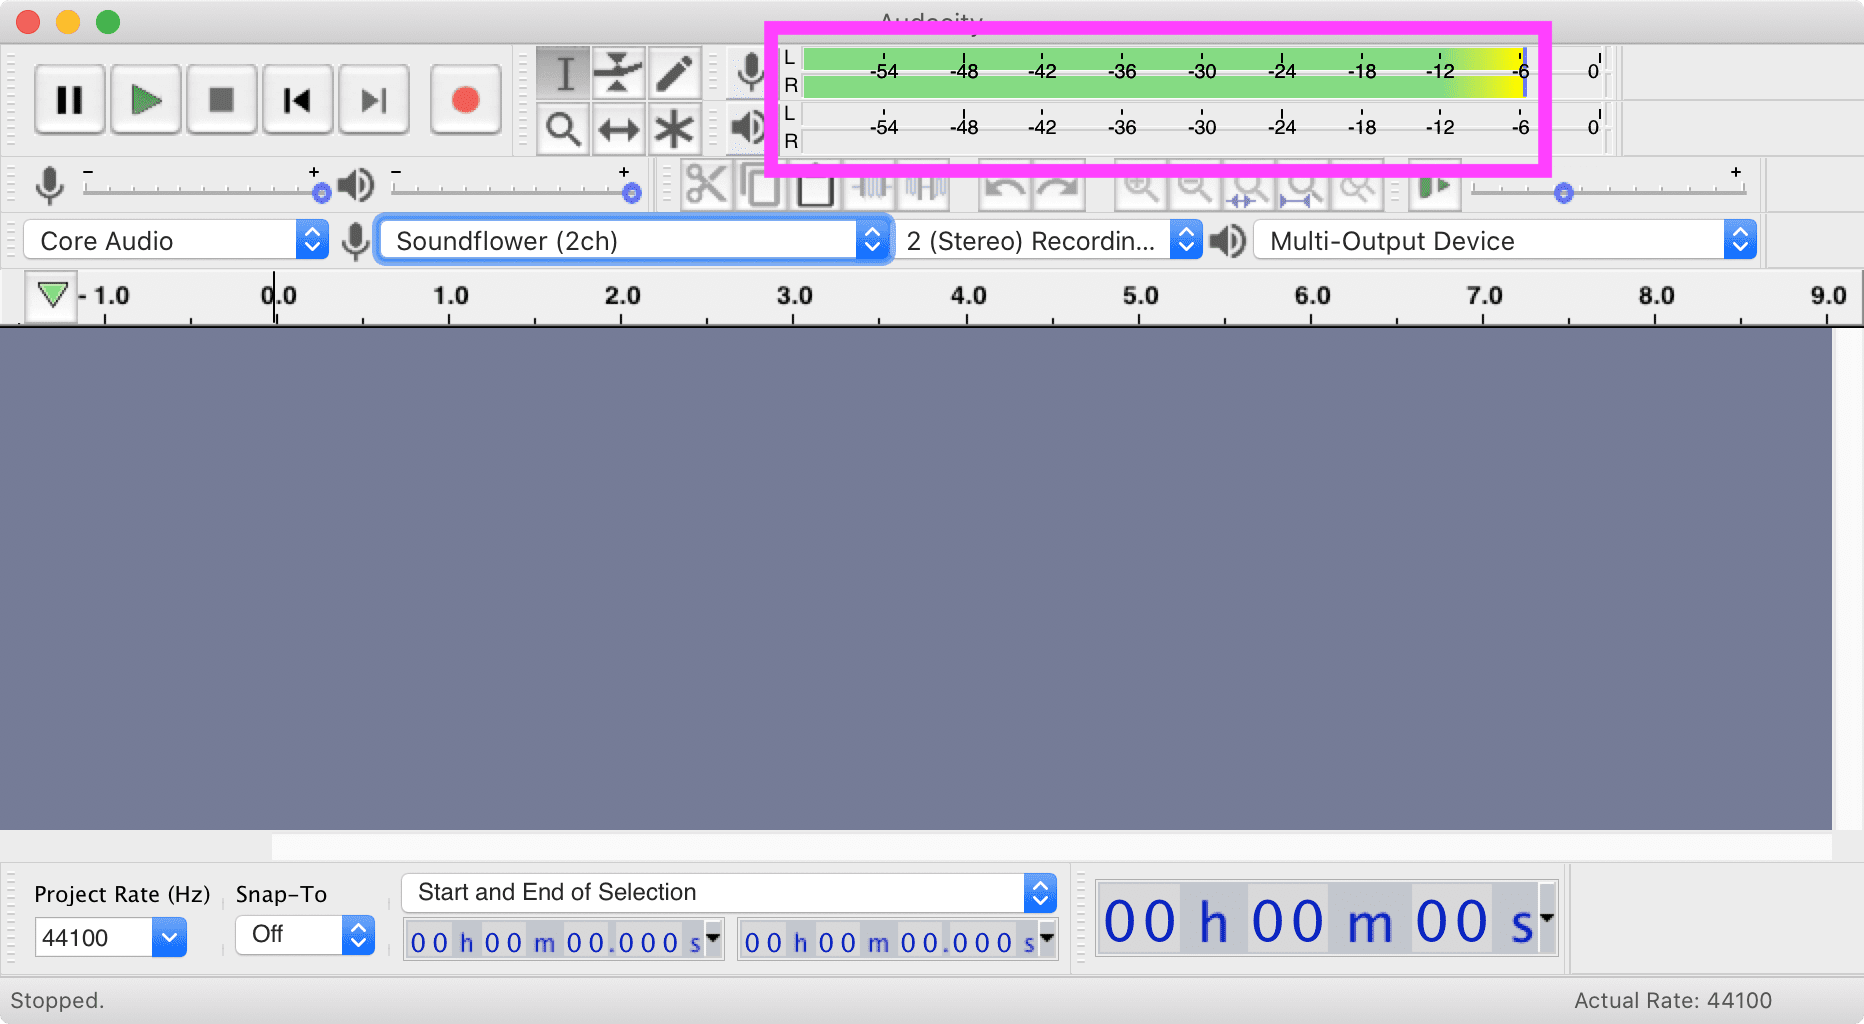 Audacity
L
-54 -48 -42 -36 -30 -24 -18 -12 -6 0
R
L
-54 -48 -42 -36 -30 -24 -18 -12 -6 0
R
- + - + - +
Core Audio Soundflower (2ch) 2 (Stereo) Recordin... Multi-Output Device
- 1.0 0.0 1.0 2.0 3.0 4.0 5.0 6.0 7.0 8.0 9.0
Project Rate (Hz) Snap-To Start and End of Selection
44100 Off 00 h 00 m 00.000 s 00 h 00 m 00.000 s 00 h 00 m 00 s
Stopped. Actual Rate: 44100